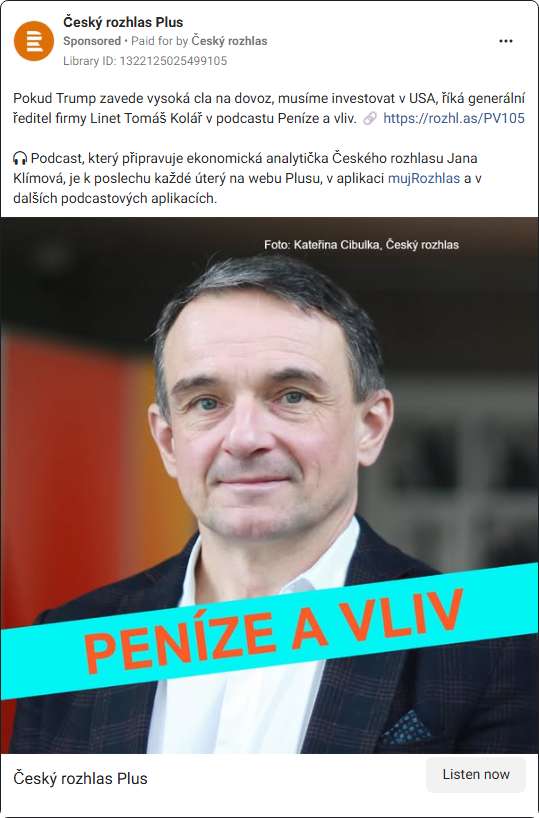 Český rozhlas Plus
Sponsored • Paid for by Český rozhlas
Library ID: 1322125025499105
Pokud Trump zavede vysoká cla na dovoz, musíme investovat v USA, říká generální
ředitel firmy Linet Tomáš Kolář v podcastu Peníze a vliv. 🔗 https://rozhl.as/PV105
🎧 Podcast, který připravuje ekonomická analytička Českého rozhlasu Jana
Klímová, je k poslechu každé úterý na webu Plusu, v aplikaci mujRozhlas a v
dalších podcastových aplikacích.
Foto: Kateřina Cibulka, Český rozhlas
PENÍZE A VLIV
Český rozhlas Plus
Listen now